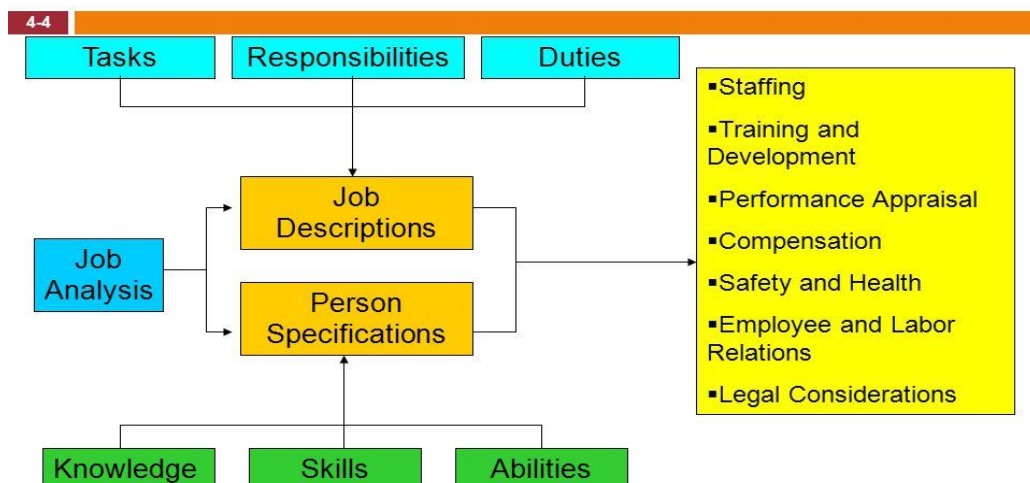 4-4
Tasks
Responsibilities
Duties
Job
Descriptions
Job
Analysis
Person
Specifications
▪Staffing
▪Training and
Development
▪Performance Appraisal
▪Compensation
▪Safety and Health
▪Employee and Labor
Relations
▪Legal Considerations
Knowledge
Skills
Abilities